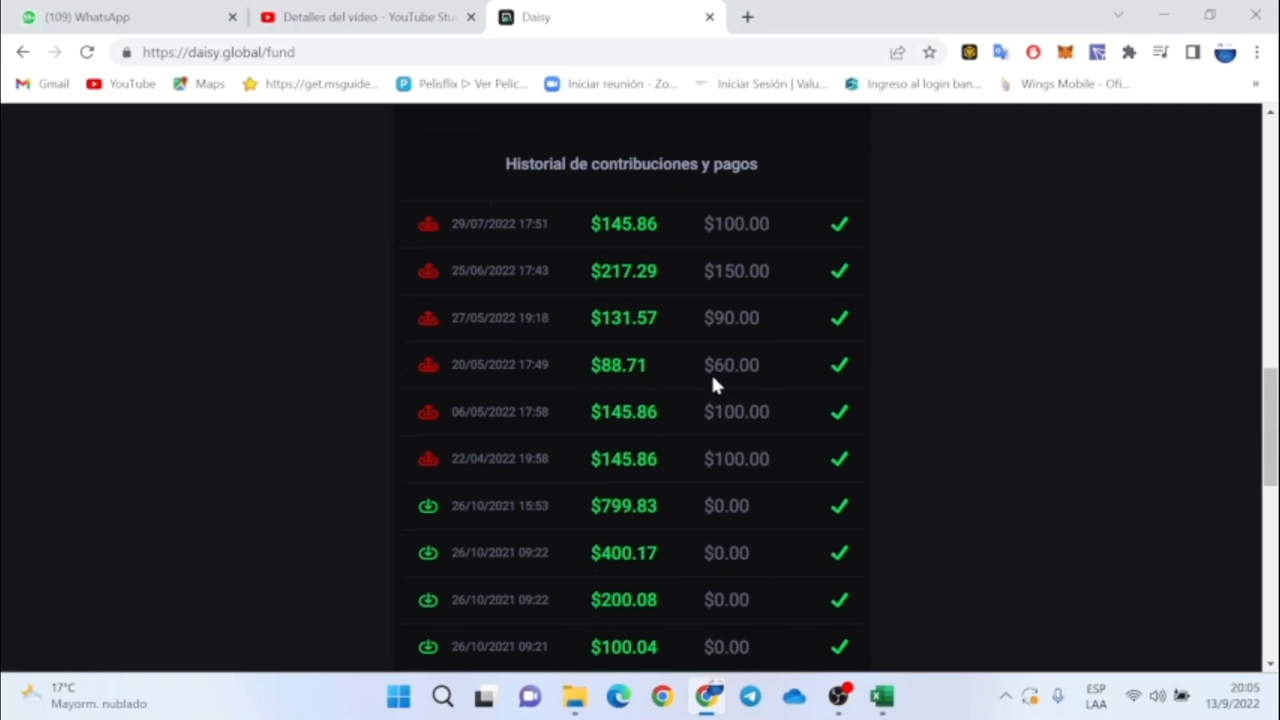 (109) WhatsApp
Detalles del vídeo - YouTube Stu
Daisy
https://daisy.global/fund
Gmail
YouTube
Maps
https://get.msguide...
Pelisflix ▷ Ver Pelic...
Iniciar reunión - Zo...
Iniciar Sesión | Valu...
Ingreso al login ban...
Wings Mobile - Ofi...
»
Historial de contribuciones y pagos
29/07/2022 17:51 $145.86 $100.00
25/06/2022 17:43 $217.29 $150.00
27/05/2022 19:18 $131.57 $90.00
20/05/2022 17:49 $88.71 $60.00
06/05/2022 17:58 $145.86 $100.00
22/04/2022 19:58 $145.86 $100.00
26/10/2021 15:53 $799.83 $0.00
26/10/2021 09:22 $400.17 $0.00
26/10/2021 09:22 $200.08 $0.00
26/10/2021 09:21 $100.04 $0.00
17°C
Mayorm. nublado
ESP
LAA
20:05
13/9/2022